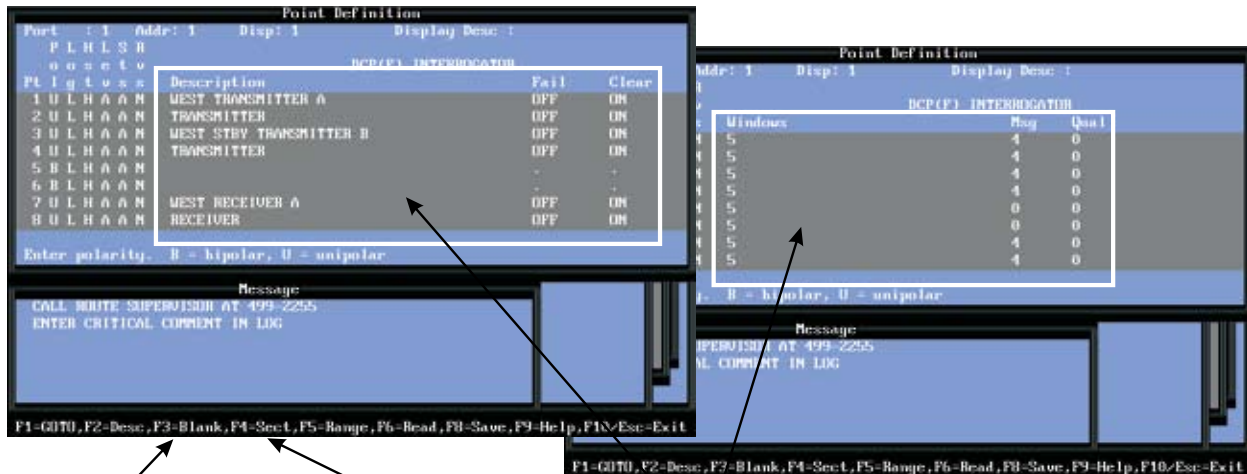 Point Definition
Port : 1 Addr: 1 Disp: 1 Display Desc :
P L H L S R
o o s e t v
DCP(F) INTERROGATOR
Pt l g t v s s Description Fail Clear
1 U L H A A N WEST TRANSMITTER A OFF ON
2 U L H A A N TRANSMITTER OFF ON
3 U L H A A N WEST STBY TRANSMITTER B OFF ON
4 U L H A A N TRANSMITTER OFF ON
5 B L H A A N . .
6 B L H A A N . .
7 U L H A A N WEST RECEIVER A OFF ON
8 U L H A A N RECEIVER OFF ON
Enter polarity. B = bipolar, U = unipolar
Message
CALL ROUTE SUPERVISOR AT 499-2255
ENTER CRITICAL COMMENT IN LOG
F1=GOTO,F2=Desc,F3=Blank,F4=Sect,F5=Range,F6=Read,F8=Save,F9=Help,F10/Esc=Exit
Point Definition
Addr: 1 Disp: 1 Display Desc :
DCP(F) INTERROGATOR
Windows Msg Qual
5 4 0
5 4 0
5 4 0
5 4 0
5 0 0
5 0 0
5 4 0
5 4 0
. B = bipolar, U = unipolar
Message
UPERVISOR AT 499-2255
AL COMMENT IN LOG
F1=GOTO,F2=Desc,F3=Blank,F4=Sect,F5=Range,F6=Read,F8=Save,F9=Help,F10/Esc=Exit